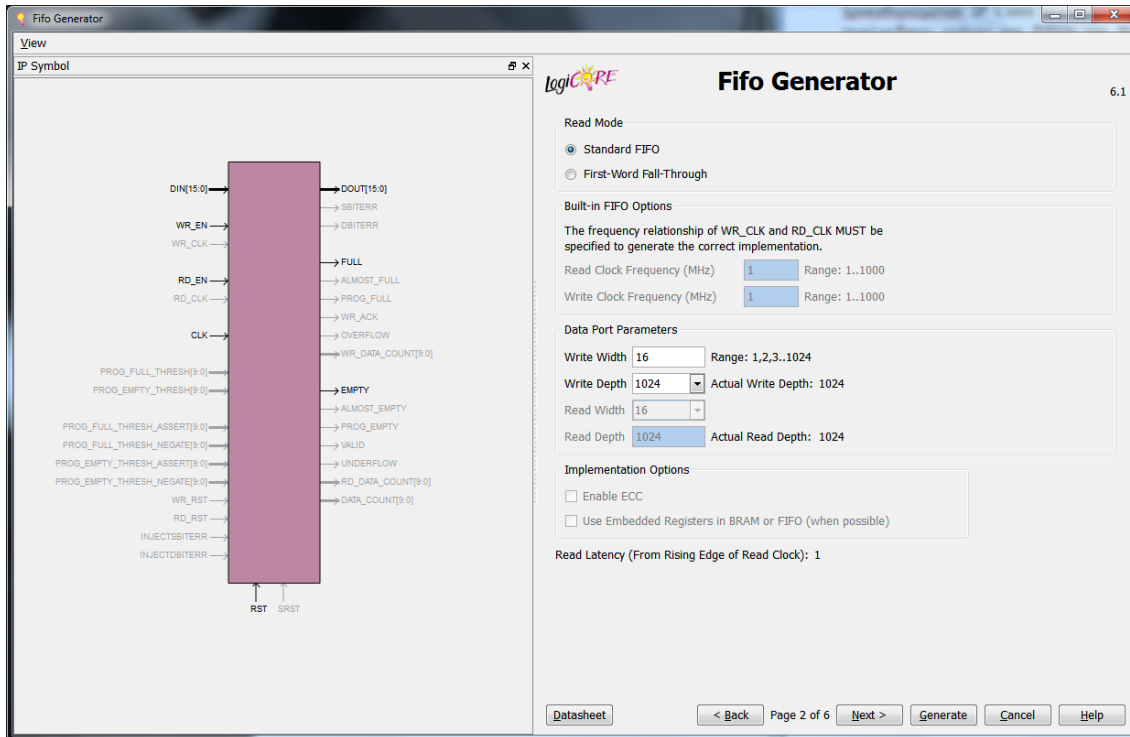 Fifo Generator
View
IP Symbol
DIN[15:0]
WR_EN
WR_CLK
RD_EN
RD_CLK
CLK
PROG_FULL_THRESH[9:0]
PROG_EMPTY_THRESH[9:0]
PROG_FULL_THRESH_ASSERT[9:0]
PROG_FULL_THRESH_NEGATE[9:0]
PROG_EMPTY_THRESH_ASSERT[9:0]
PROG_EMPTY_THRESH_NEGATE[9:0]
WR_RST
RD_RST
INJECTSBITERR
INJECTDBITERR
DOUT[15:0]
SBITERR
DBITERR
FULL
ALMOST_FULL
PROG_FULL
WR_ACK
OVERFLOW
WR_DATA_COUNT[9:0]
EMPTY
ALMOST_EMPTY
PROG_EMPTY
VALID
UNDERFLOW
RD_DATA_COUNT[9:0]
DATA_COUNT[9:0]
RST SRST
LogiCORE
Fifo Generator
6.1
Read Mode
Standard FIFO
First-Word Fall-Through
Built-in FIFO Options
The frequency relationship of WR_CLK and RD_CLK MUST be
specified to generate the correct implementation.
Read Clock Frequency (MHz) 1 Range: 1..1000
Write Clock Frequency (MHz) 1 Range: 1..1000
Data Port Parameters
Write Width 16 Range: 1,2,3..1024
Write Depth 1024 Actual Write Depth: 1024
Read Width 16
Read Depth 1024 Actual Read Depth: 1024
Implementation Options
Enable ECC
Use Embedded Registers in BRAM or FIFO (when possible)
Read Latency (From Rising Edge of Read Clock): 1
Datasheet < Back Page 2 of 6 Next > Generate Cancel Help